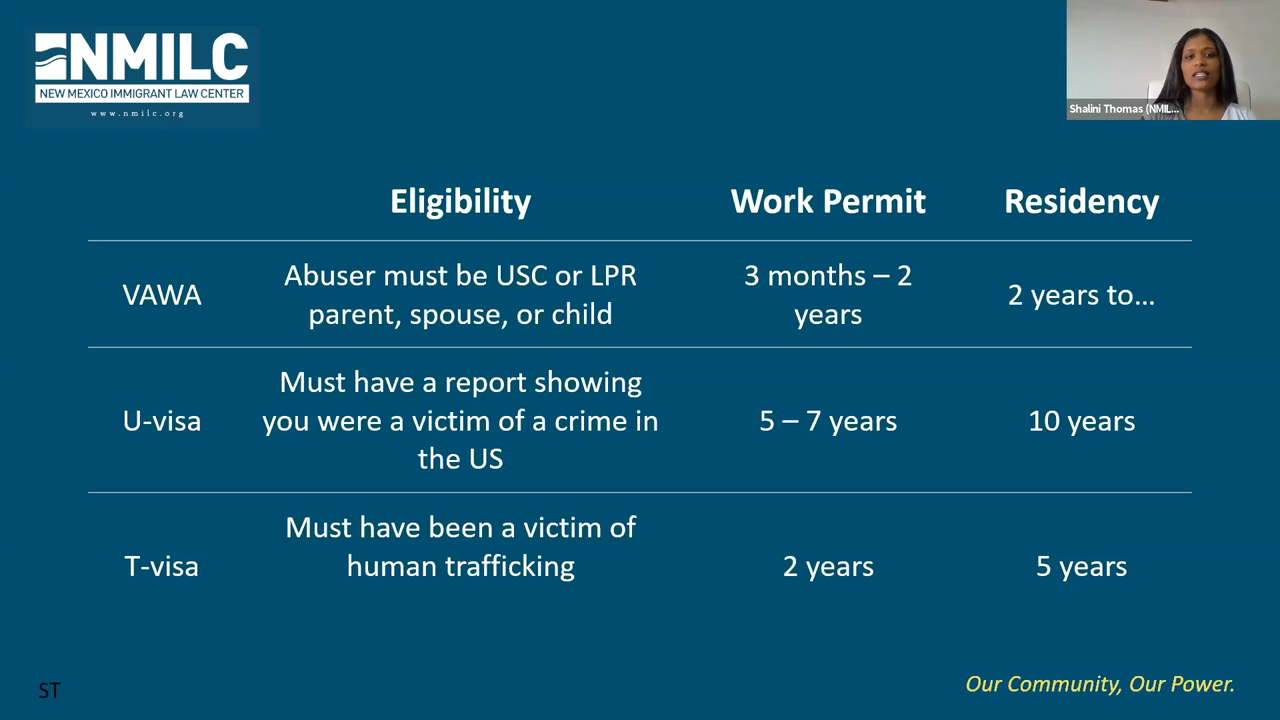 NMILC
NEW MEXICO IMMIGRANT LAW CENTER
www.nmilc.org
Shalini Thomas (NMIL...
Eligibility
Work Permit
Residency
VAWA
Abuser must be USC or LPR
parent, spouse, or child
3 months – 2
years
2 years to...
U-visa
Must have a report showing
you were a victim of a crime in
the US
5 – 7 years
10 years
T-visa
Must have been a victim of
human trafficking
2 years
5 years
ST
Our Community, Our Power.